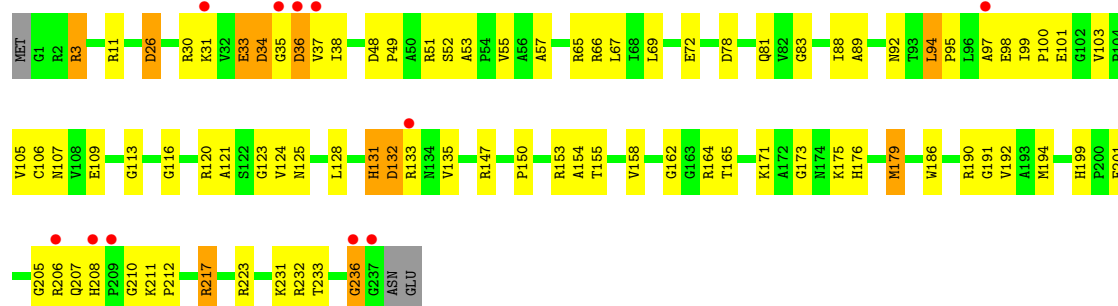 MET G1 R2 R3 R11 D26 R30 K31 V32 E33 D34 G35 D36 V37 I38 D48 P49 A50 R51 S52 A53 P54 V55 A56 A57 R65 R66 L67 I68 L69 E72 D78 Q81 V82 G83 I88 A89 N92 T93 L94 P95 L96 A97 E98 I99 P100 E101 G102 V103
V105 C106 N107 V108 E109 G113 G116 R120 A121 S122 G123 V124 N125 L128 H131 D132 R133 N134 V135 R147 P150 R153 A154 T155 V158 G162 G163 R164 T165 K171 A172 G173 N174 K175 H176 M179 W186 R190 G191 V192 A193 M194 H199 P200
G205 R206 Q207 H208 P209 G210 K211 P212 R217 R223 K231 R232 T233 G236 G237 ASN GLU